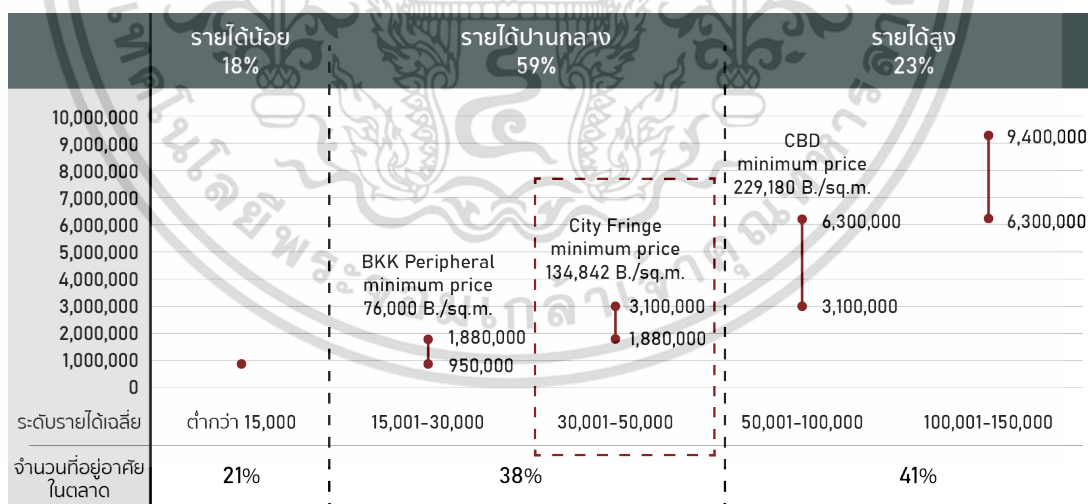 รายได้น้อย
18%
รายได้ปานกลาง
59%
รายได้สูง
23%
10,000,000
9,000,000
8,000,000
7,000,000
6,000,000
5,000,000
4,000,000
3,000,000
2,000,000
1,000,000
0
BKK Peripheral
minimum price
76,000 B./sq.m.
1,880,000
950,000
City Fringe
minimum price
134,842 B./sq.m.
3,100,000
1,880,000
CBD
minimum price
229,180 B./sq.m.
6,300,000
3,100,000
9,400,000
6,300,000
ระดับรายได้เฉลี่ย ต่ำกว่า 15,000 15,001-30,000 30,001-50,000 50,001-100,000 100,001-150,000
จำนวนที่อยู่อาศัย
ในตลาด
21% 38% 41%